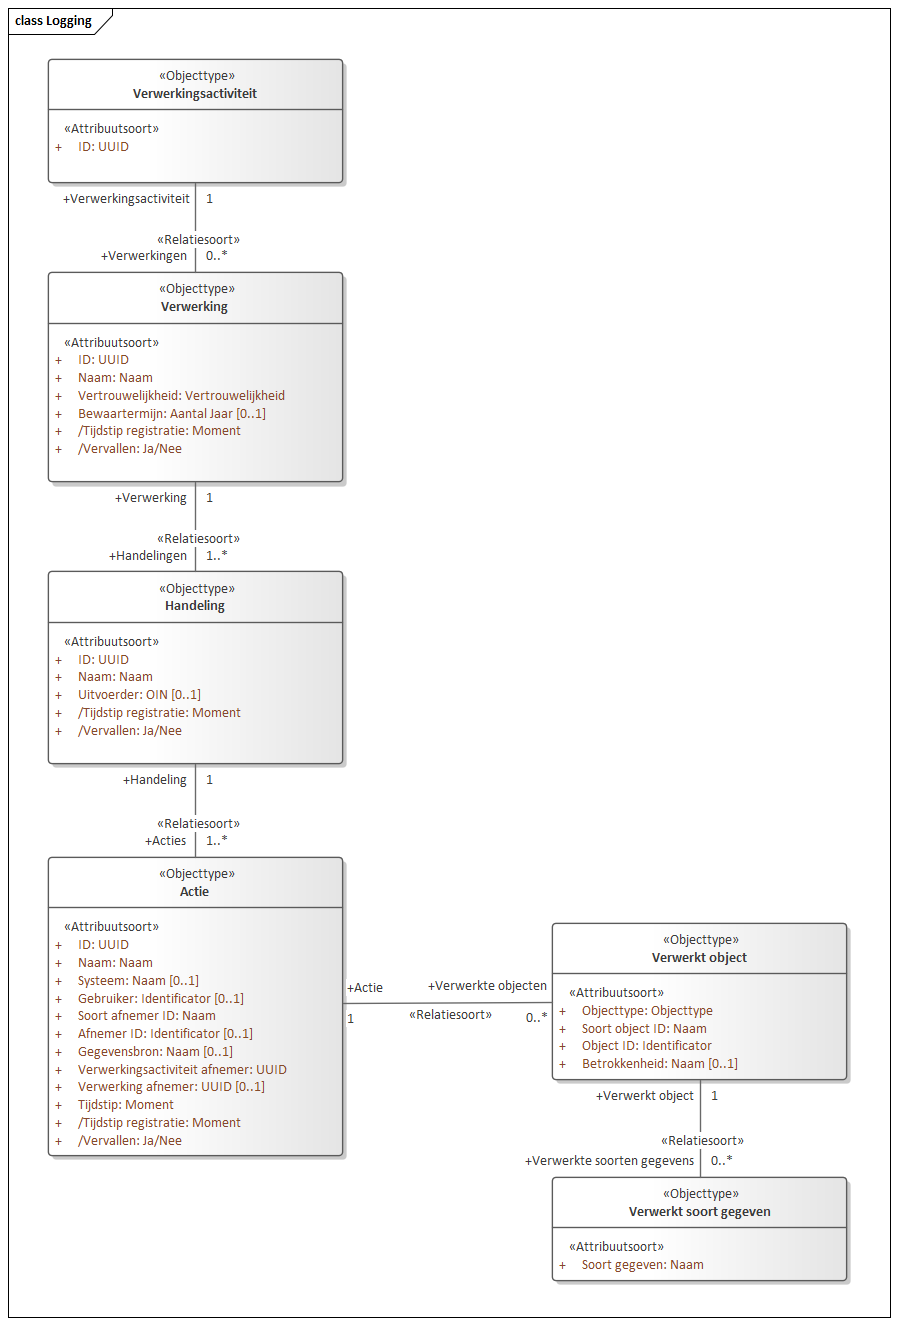 class Logging
«Objecttype»
Verwerkingsactiviteit
«Attribuutsoort»
+ ID: UUID
+Verwerkingsactiviteit 1
«Relatiesoort»
+Verwerkingen 0..*
«Objecttype»
Verwerking
«Attribuutsoort»
+ ID: UUID
+ Naam: Naam
+ Vertrouwelijkheid: Vertrouwelijkheid
+ Bewaartermijn: Aantal Jaar [0..1]
+ /Tijdstip registratie: Moment
+ /Vervallen: Ja/Nee
+Verwerking 1
«Relatiesoort»
+Handelingen 1..*
«Objecttype»
Handeling
«Attribuutsoort»
+ ID: UUID
+ Naam: Naam
+ Uitvoerder: OIN [0..1]
+ /Tijdstip registratie: Moment
+ /Vervallen: Ja/Nee
+Handeling 1
«Relatiesoort»
+Acties 1..*
«Objecttype»
Actie
«Attribuutsoort»
+ ID: UUID
+ Naam: Naam
+ Systeem: Naam [0..1]
+ Gebruiker: Identificator [0..1]
+ Soort afnemer ID: Naam
+ Afnemer ID: Identificator [0..1]
+ Gegevensbron: Naam [0..1]
+ Verwerkingsactiviteit afnemer: UUID
+ Verwerking afnemer: UUID [0..1]
+ Tijdstip: Moment
+ /Tijdstip registratie: Moment
+ /Vervallen: Ja/Nee
+Actie +Verwerkte objecten
1 «Relatiesoort» 0..*
«Objecttype»
Verwerkt object
«Attribuutsoort»
+ Objecttype: Objecttype
+ Soort object ID: Naam
+ Object ID: Identificator
+ Betrokkenheid: Naam [0..1]
+Verwerkt object 1
«Relatiesoort»
+Verwerkte soorten gegevens 0..*
«Objecttype»
Verwerkt soort gegeven
«Attribuutsoort»
+ Soort gegeven: Naam